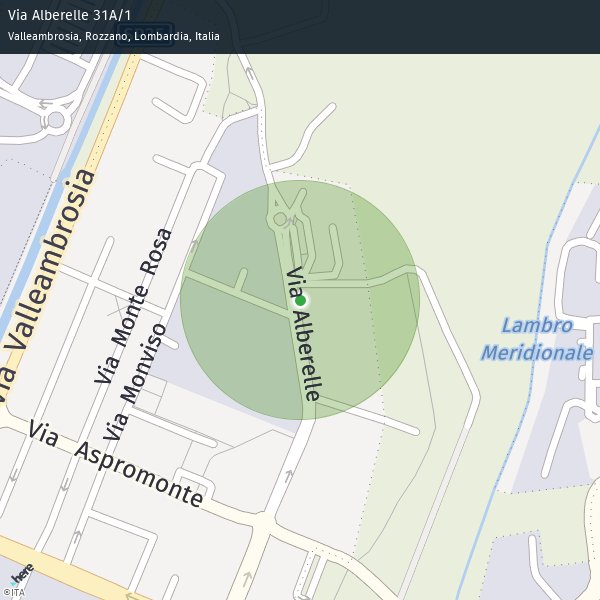 Via Alberelle 31A/1
Valleambrosia, Rozzano, Lombardia, Italia
Via Valleambrosia
Via Monte Rosa
Via Monviso
Via Alberelle
Lambro
Meridionale
Via Aspromonte
here
©ITA